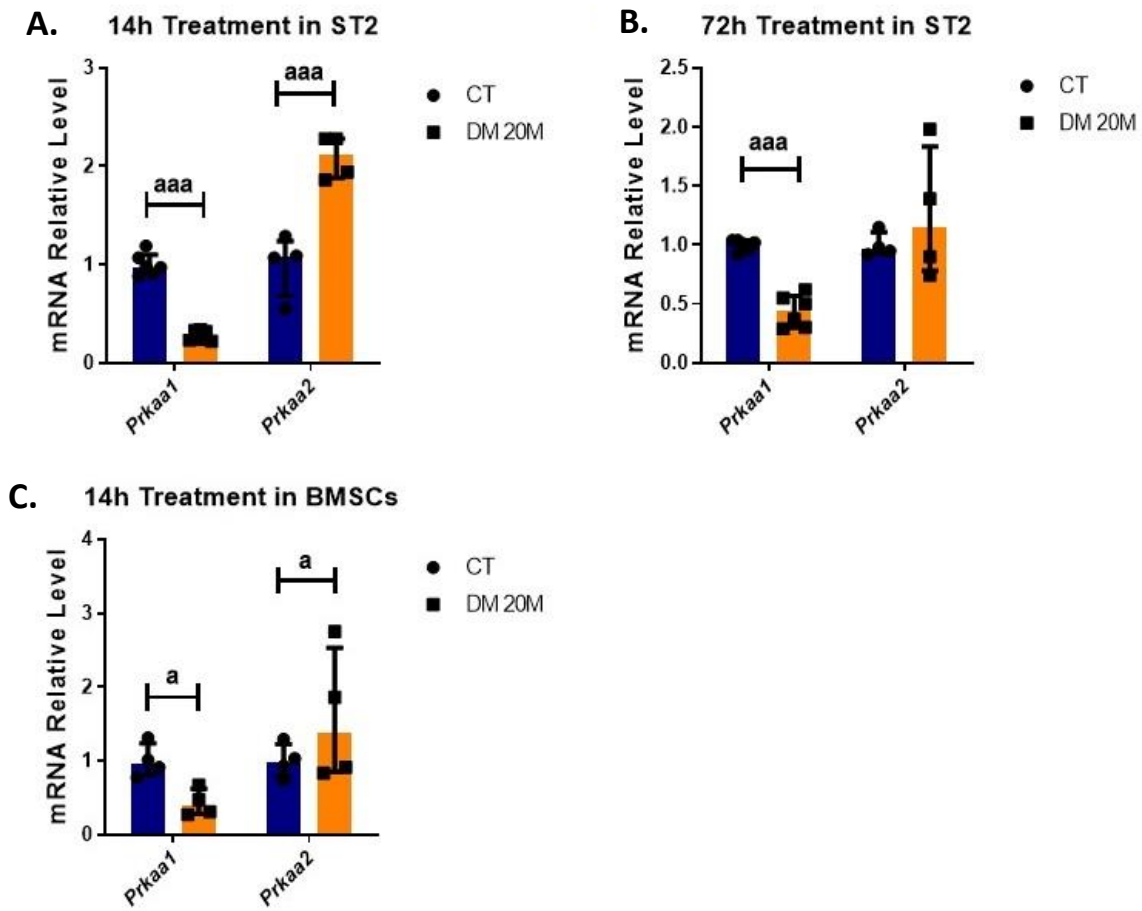 A.
14h Treatment in ST2
mRNA Relative Level
3
2
1
0
aaa
aaa
CT
DM 20M
Prkaa1
Prkaa2
B.
72h Treatment in ST2
mRNA Relative Level
2.5
2.0
1.5
1.0
0.5
0.0
aaa
CT
DM 20M
Prkaa1
Prkaa2
C.
14h Treatment in BMSCs
mRNA Relative Level
4
3
2
1
0
a
a
CT
DM 20M
Prkaa1
Prkaa2